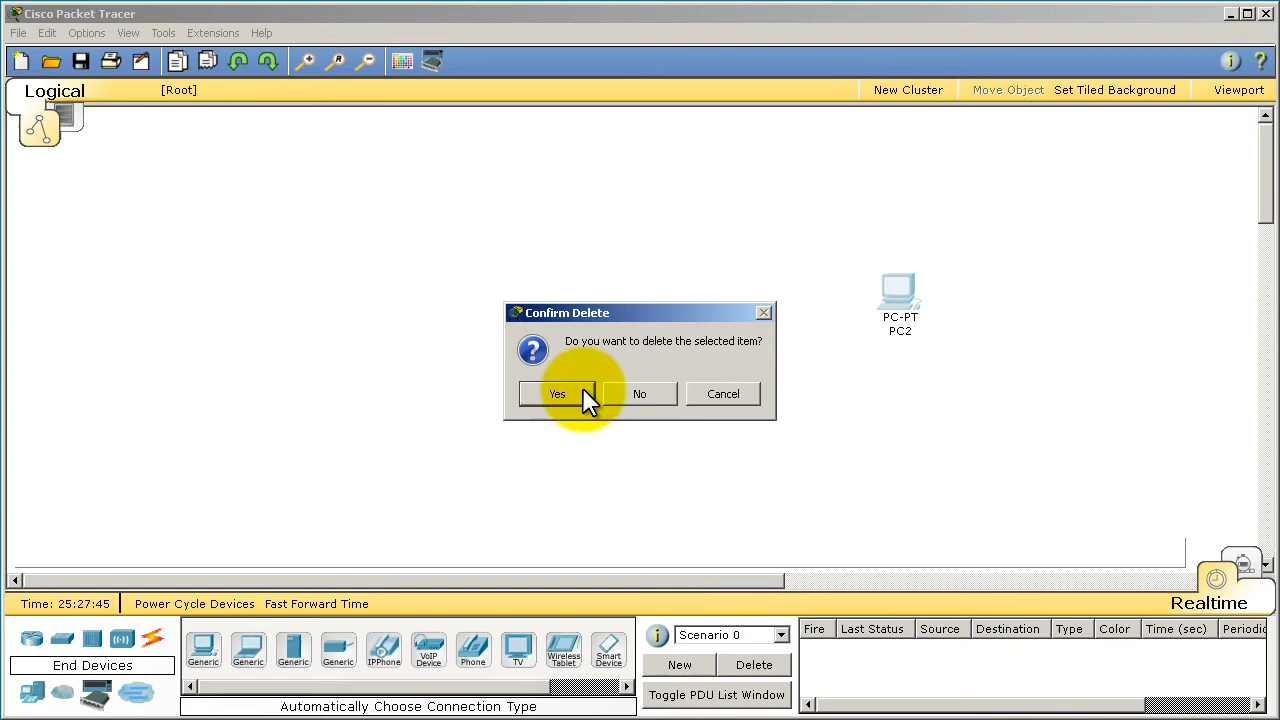 Cisco Packet Tracer
File Edit Options View Tools Extensions Help
Logical [Root] New Cluster Move Object Set Tiled Background Viewport
PC-PT
PC2
Confirm Delete
Do you want to delete the selected item?
Yes No Cancel
Time: 25:27:45 Power Cycle Devices Fast Forward Time Realtime
Scenario 0
Fire Last Status Source Destination Type Color Time (sec) Periodic
Generic Generic Generic Generic IPPhone VoIP Device Phone TV Wireless Tablet Smart Device
End Devices
New Delete
Toggle PDU List Window
Automatically Choose Connection Type